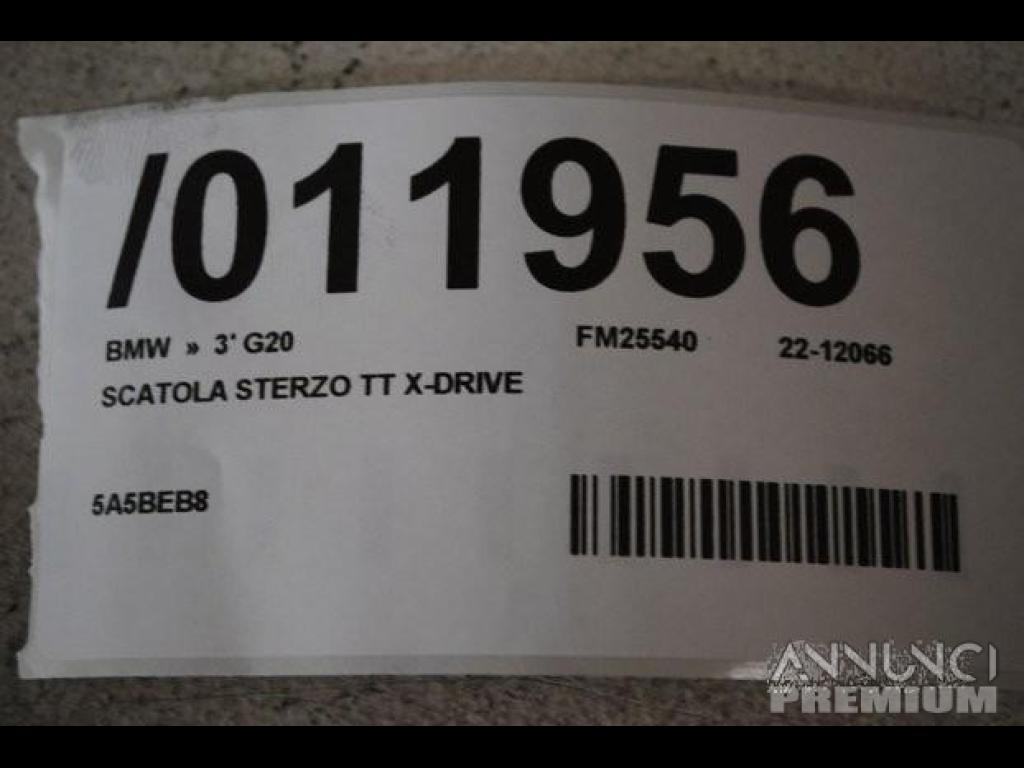 /011956
BMW » 3' G20 FM25540 22-12066
SCATOLA STERZO TT X-DRIVE
5A5BEB8
ANNUNCI
PREMIUM